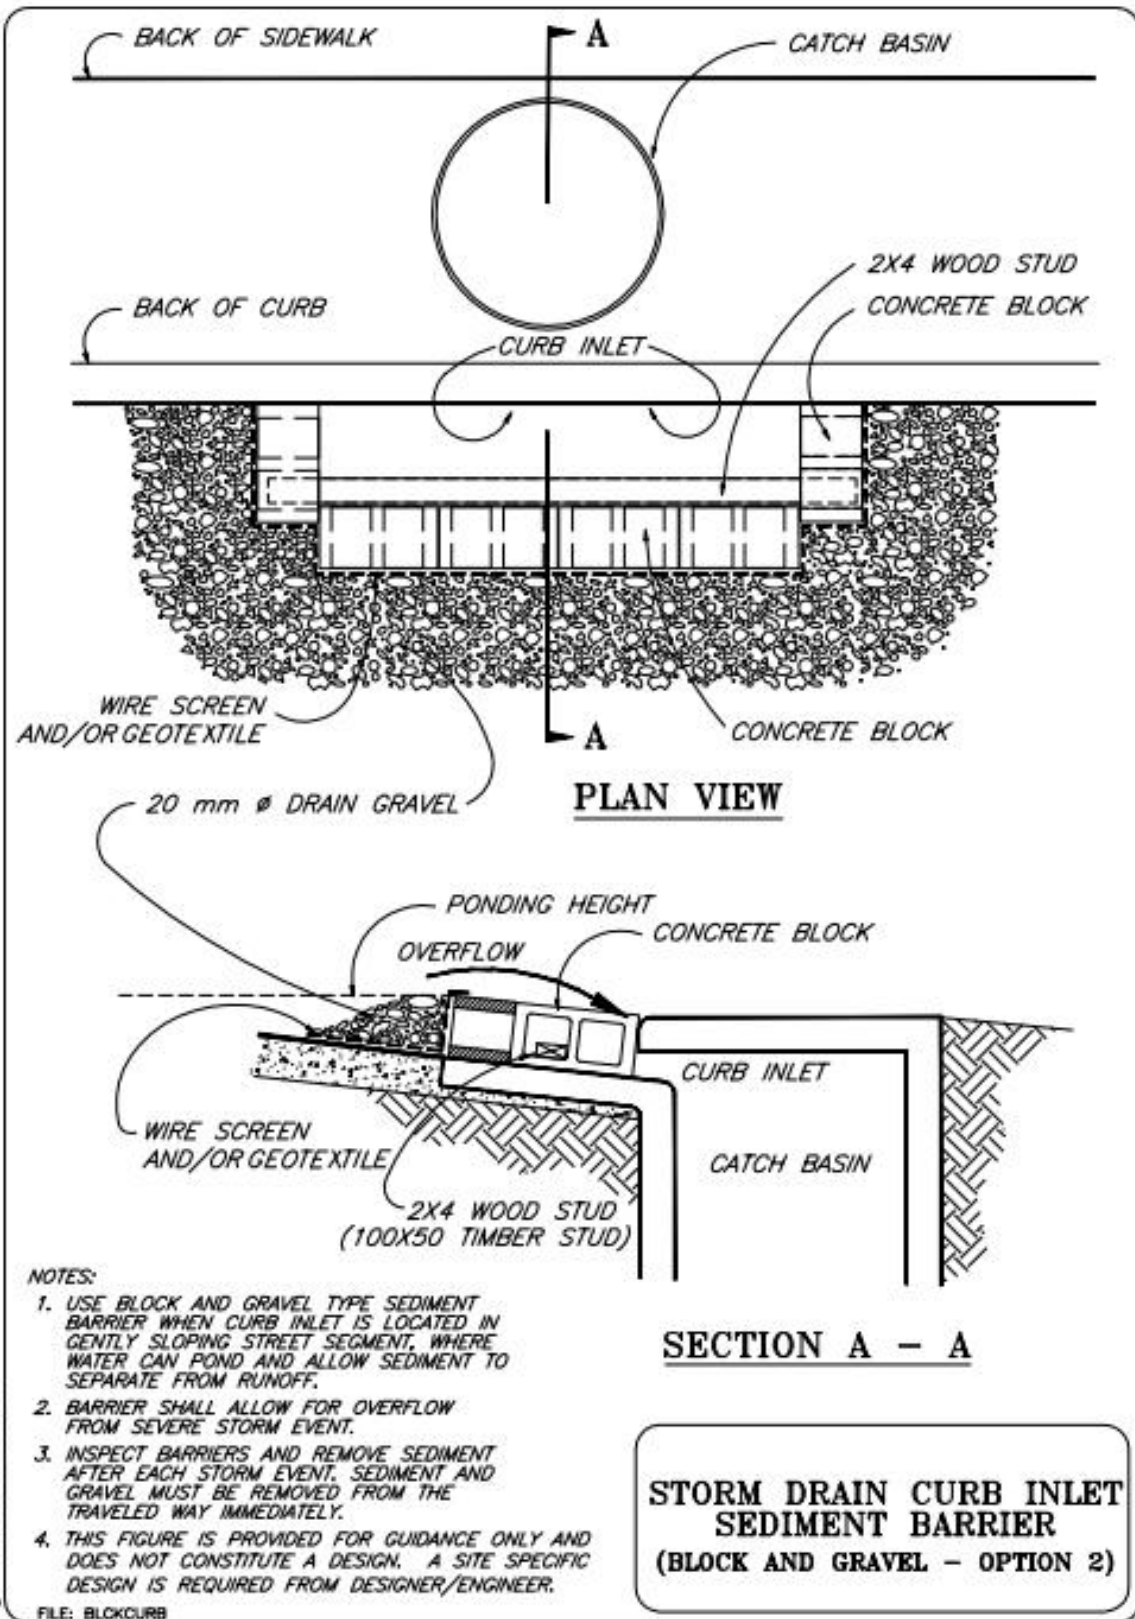 BACK OF SIDEWALK
A
CATCH BASIN
2X4 WOOD STUD
BACK OF CURB
CONCRETE BLOCK
CURB INLET
WIRE SCREEN
AND/OR GEOTEXTILE
A
CONCRETE BLOCK
20 mm ø DRAIN GRAVEL
PLAN VIEW
PONDING HEIGHT
CONCRETE BLOCK
OVERFLOW
CURB INLET
WIRE SCREEN
AND/OR GEOTEXTILE
CATCH BASIN
2X4 WOOD STUD
(100X50 TIMBER STUD)
SECTION A - A
NOTES:
1. USE BLOCK AND GRAVEL TYPE SEDIMENT
BARRIER WHEN CURB INLET IS LOCATED IN
GENTLY SLOPING STREET SEGMENT, WHERE
WATER CAN POND AND ALLOW SEDIMENT TO
SEPARATE FROM RUNOFF.
2. BARRIER SHALL ALLOW FOR OVERFLOW
FROM SEVERE STORM EVENT.
3. INSPECT BARRIERS AND REMOVE SEDIMENT
AFTER EACH STORM EVENT. SEDIMENT AND
GRAVEL MUST BE REMOVED FROM THE
TRAVELED WAY IMMEDIATELY.
4. THIS FIGURE IS PROVIDED FOR GUIDANCE ONLY AND
DOES NOT CONSTITUTE A DESIGN. A SITE SPECIFIC
DESIGN IS REQUIRED FROM DESIGNER/ENGINEER.
FILE: BLCKCURB
STORM DRAIN CURB INLET
SEDIMENT BARRIER
(BLOCK AND GRAVEL - OPTION 2)